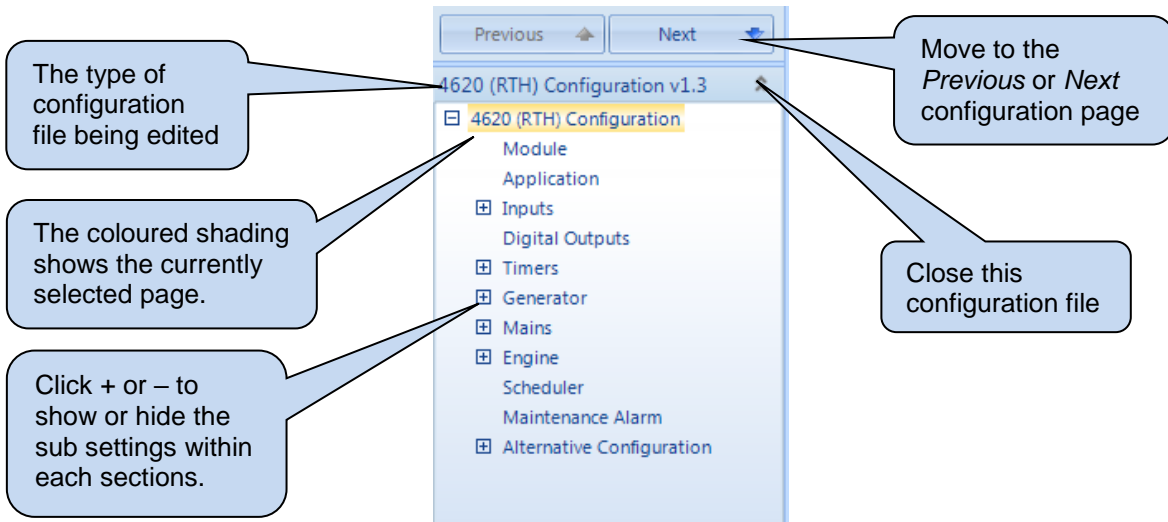 Previous
Next
4620 (RTH) Configuration v1.3
4620 (RTH) Configuration
Module
Application
Inputs
Digital Outputs
Timers
Generator
Mains
Engine
Scheduler
Maintenance Alarm
Alternative Configuration
The type of
configuration
file being edited
The coloured shading
shows the currently
selected page.
Click + or – to
show or hide the
sub settings within
each sections.
Move to the
Previous or Next
configuration page
Close this
configuration file